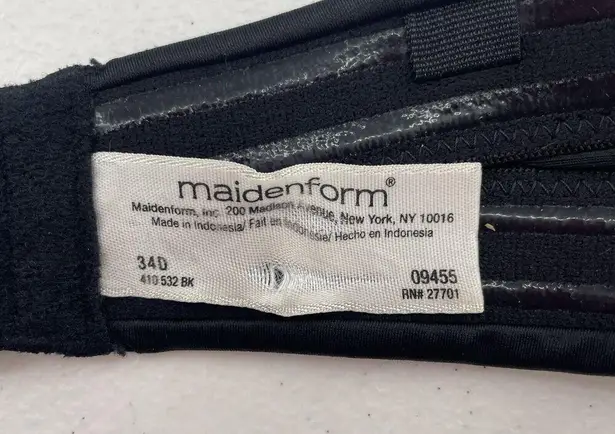 maidenform®
Maidenform, Inc. 200 Madison Avenue, New York, NY 10016
Made in Indonesia/ Fait en Indonesie/ Hecho en Indonesia
34D
09455
410 532 BK
RN# 27701